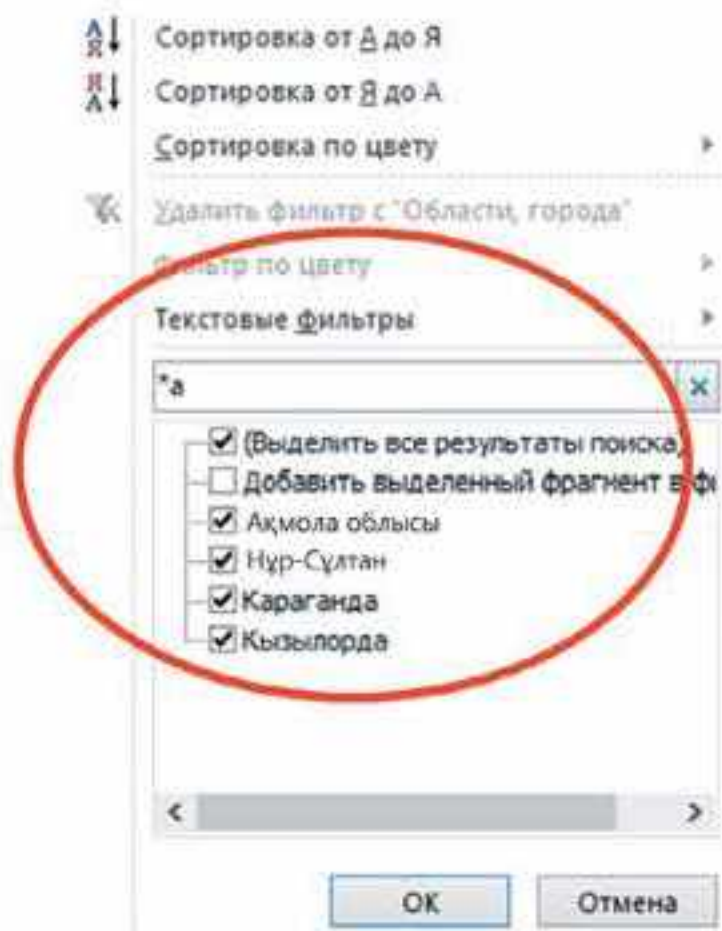 Сортировка от А до Я
Сортировка от Я до А
Сортировка по цвету
Удалить фильтр с "Области, города"
Фильтр по цвету
Текстовые фильтры
*а
(Выделить все результаты поиска)
Добавить выделенный фрагмент в ф
Ақмола облысы
Нұр-Сұлтан
Караганда
Кызылорда
ОК
Отмена